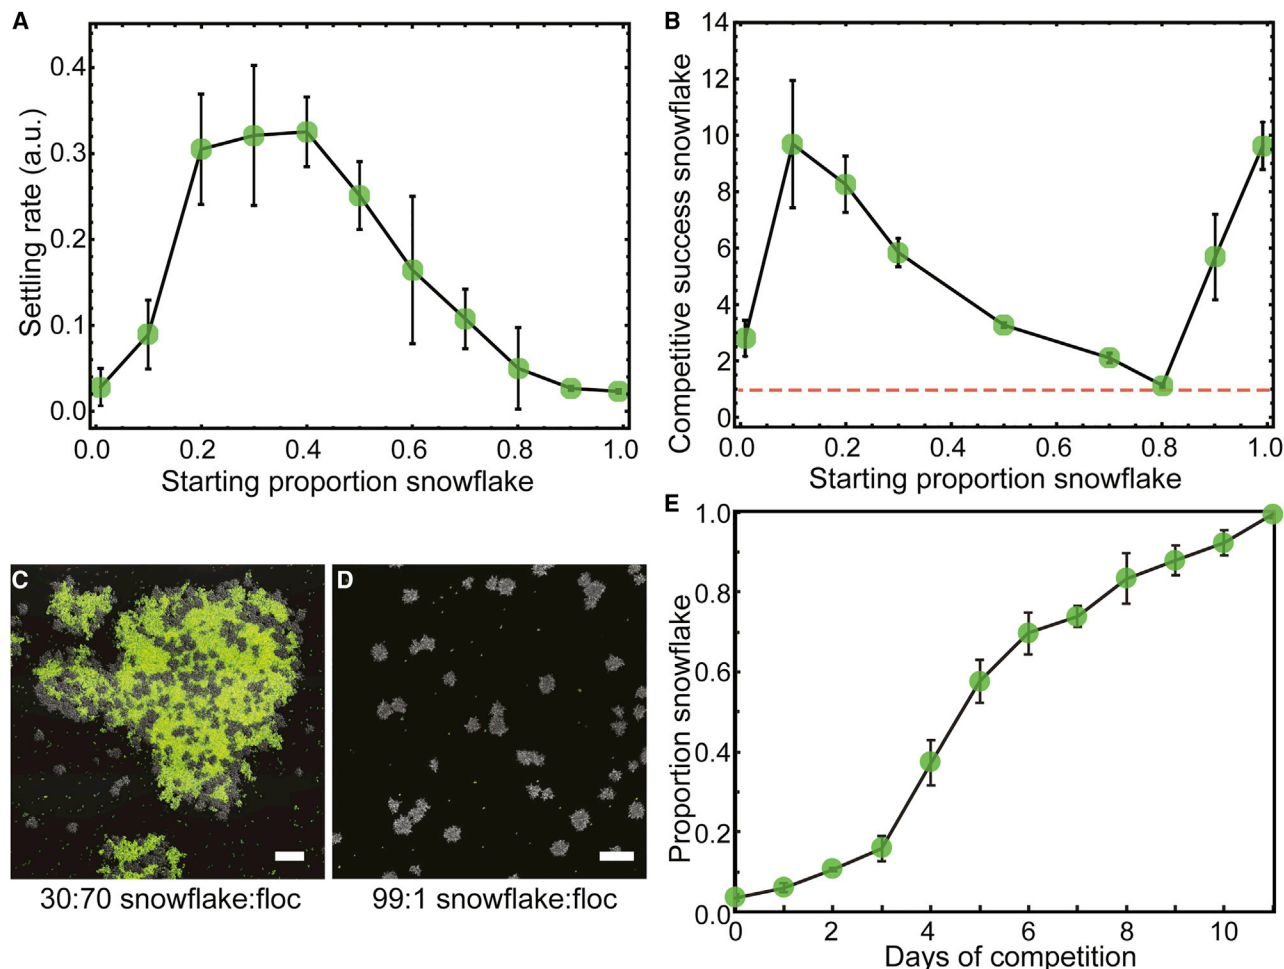 A
Settling rate (a.u.)
0.4
0.3
0.2
0.1
0.0
0.0 0.2 0.4 0.6 0.8 1.0
Starting proportion snowflake
B
Competitive success snowflake
14
12
10
8
6
4
2
0
0.0 0.2 0.4 0.6 0.8 1.0
Starting proportion snowflake
C
30:70 snowflake:floc
D
99:1 snowflake:floc
E
Proportion snowflake
1.0
0.8
0.6
0.4
0.2
0.0
0 2 4 6 8 10
Days of competition